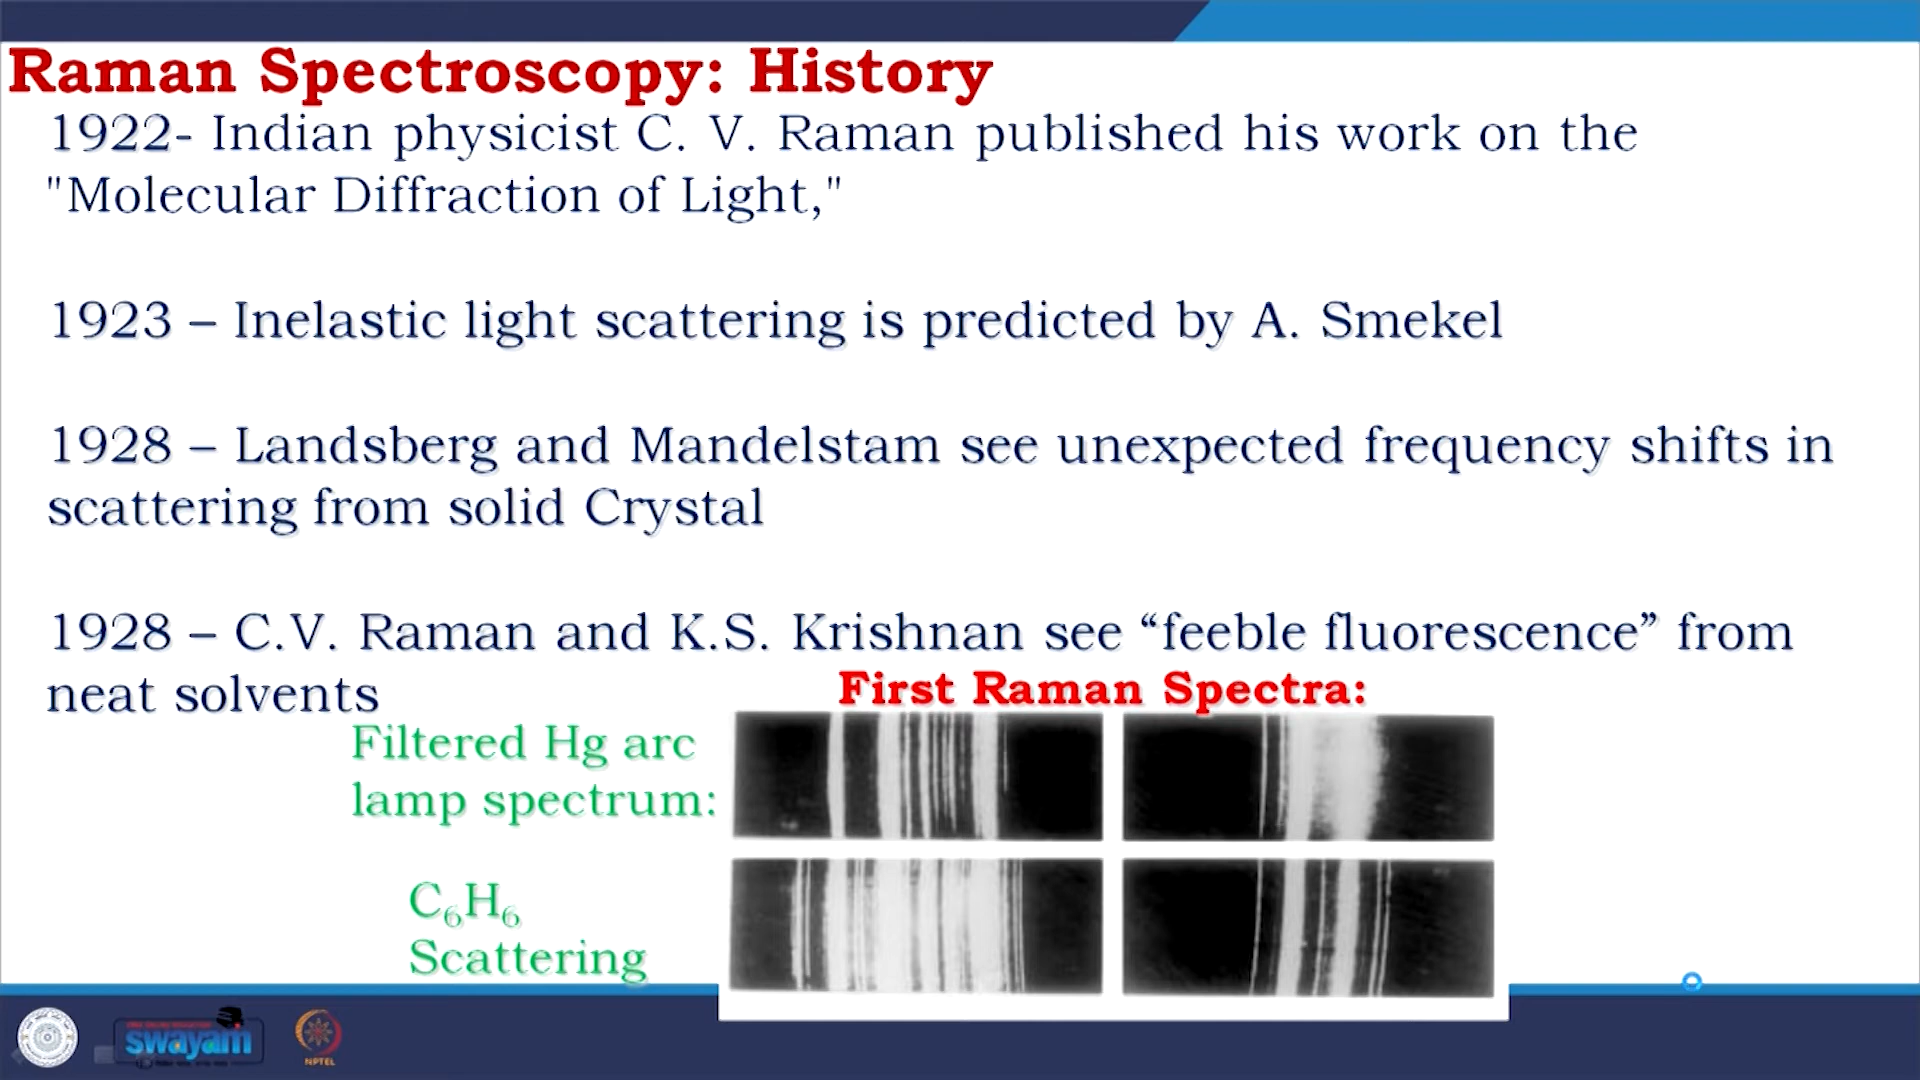 Raman Spectroscopy: History
1922- Indian physicist C. V. Raman published his work on the
"Molecular Diffraction of Light,"
1923 – Inelastic light scattering is predicted by A. Smekel
1928 – Landsberg and Mandelstam see unexpected frequency shifts in
scattering from solid Crystal
1928 – C.V. Raman and K.S. Krishnan see “feeble fluorescence” from
neat solvents
First Raman Spectra:
Filtered Hg arc
lamp spectrum:
C₆H₆
Scattering
swayam
NPTEL